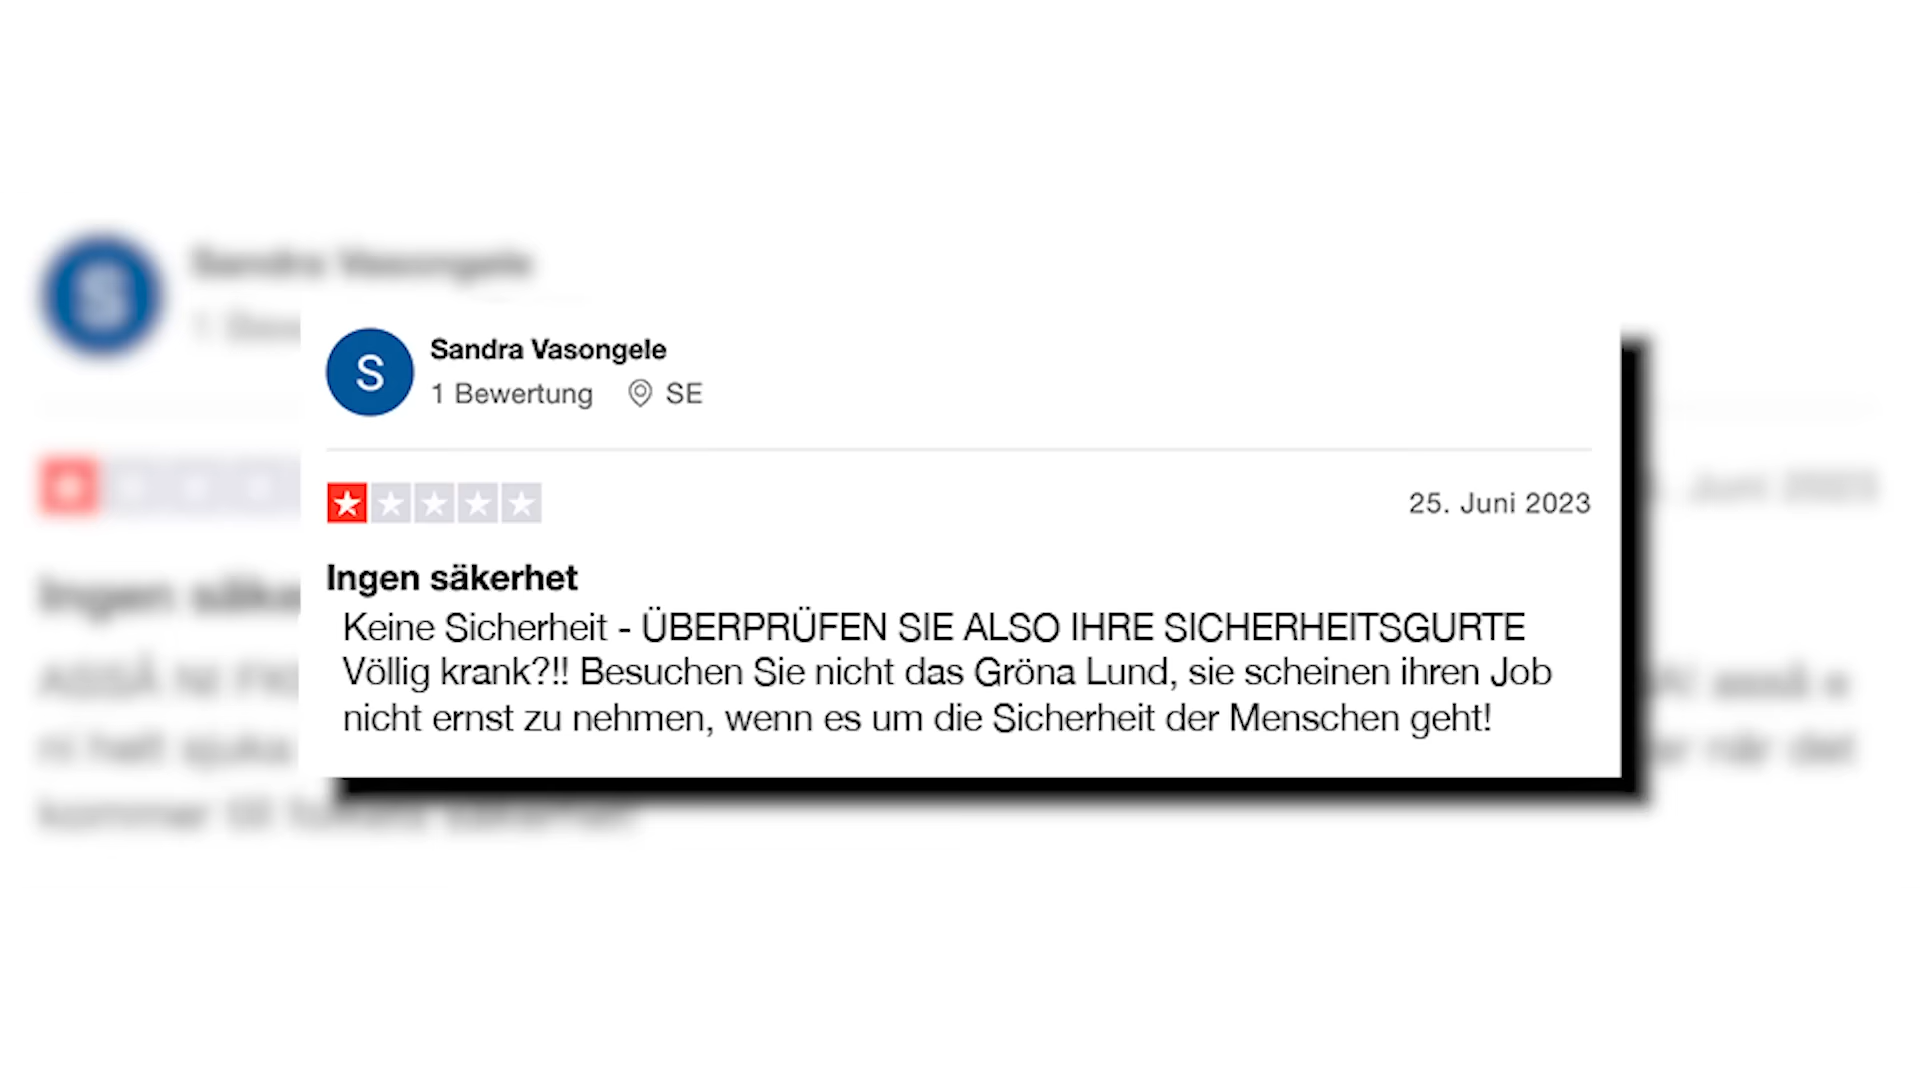 S
Sandra Vasongele
1 Bewertung SE
25. Juni 2023
Ingen säkerhet
Keine Sicherheit - ÜBERPRÜFEN SIE ALSO IHRE SICHERHEITSGURTE
Völlig krank?!! Besuchen Sie nicht das Gröna Lund, sie scheinen ihren Job
nicht ernst zu nehmen, wenn es um die Sicherheit der Menschen geht!